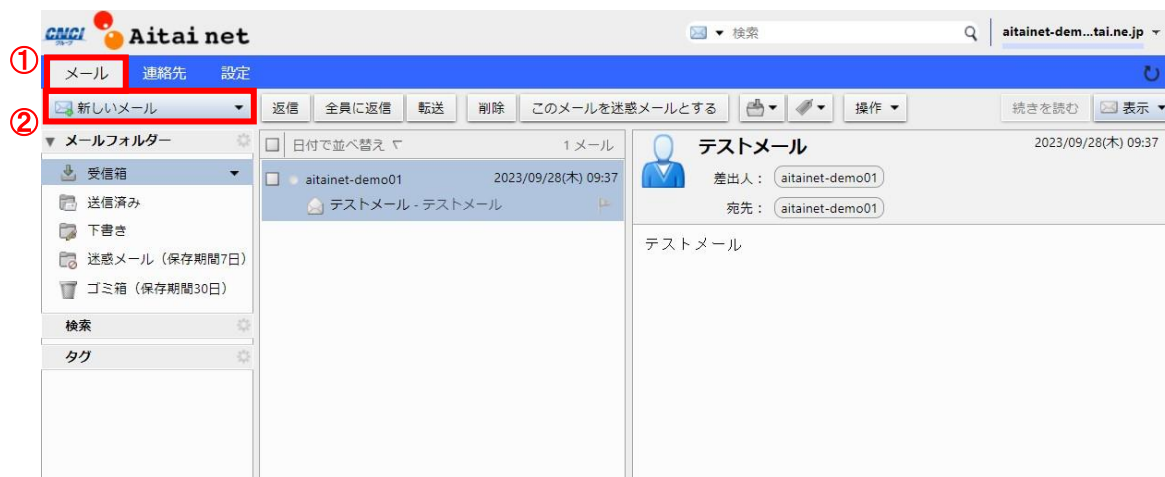 CNCI グループ Aitai net
検索
aitainet-dem...tai.ne.jp
① メール 連絡先 設定
② 新しいメール
返信 全員に返信 転送 削除 このメールを迷惑メールとする 操作 続きを読む 表示
メールフォルダー
受信箱
送信済み
下書き
迷惑メール（保存期間7日）
ゴミ箱（保存期間30日）
検索
タグ
日付で並べ替え 1 メール
aitainet-demo01 2023/09/28(木) 09:37
テストメール - テストメール
テストメール 2023/09/28(木) 09:37
差出人： aitainet-demo01
宛先： aitainet-demo01
テストメール